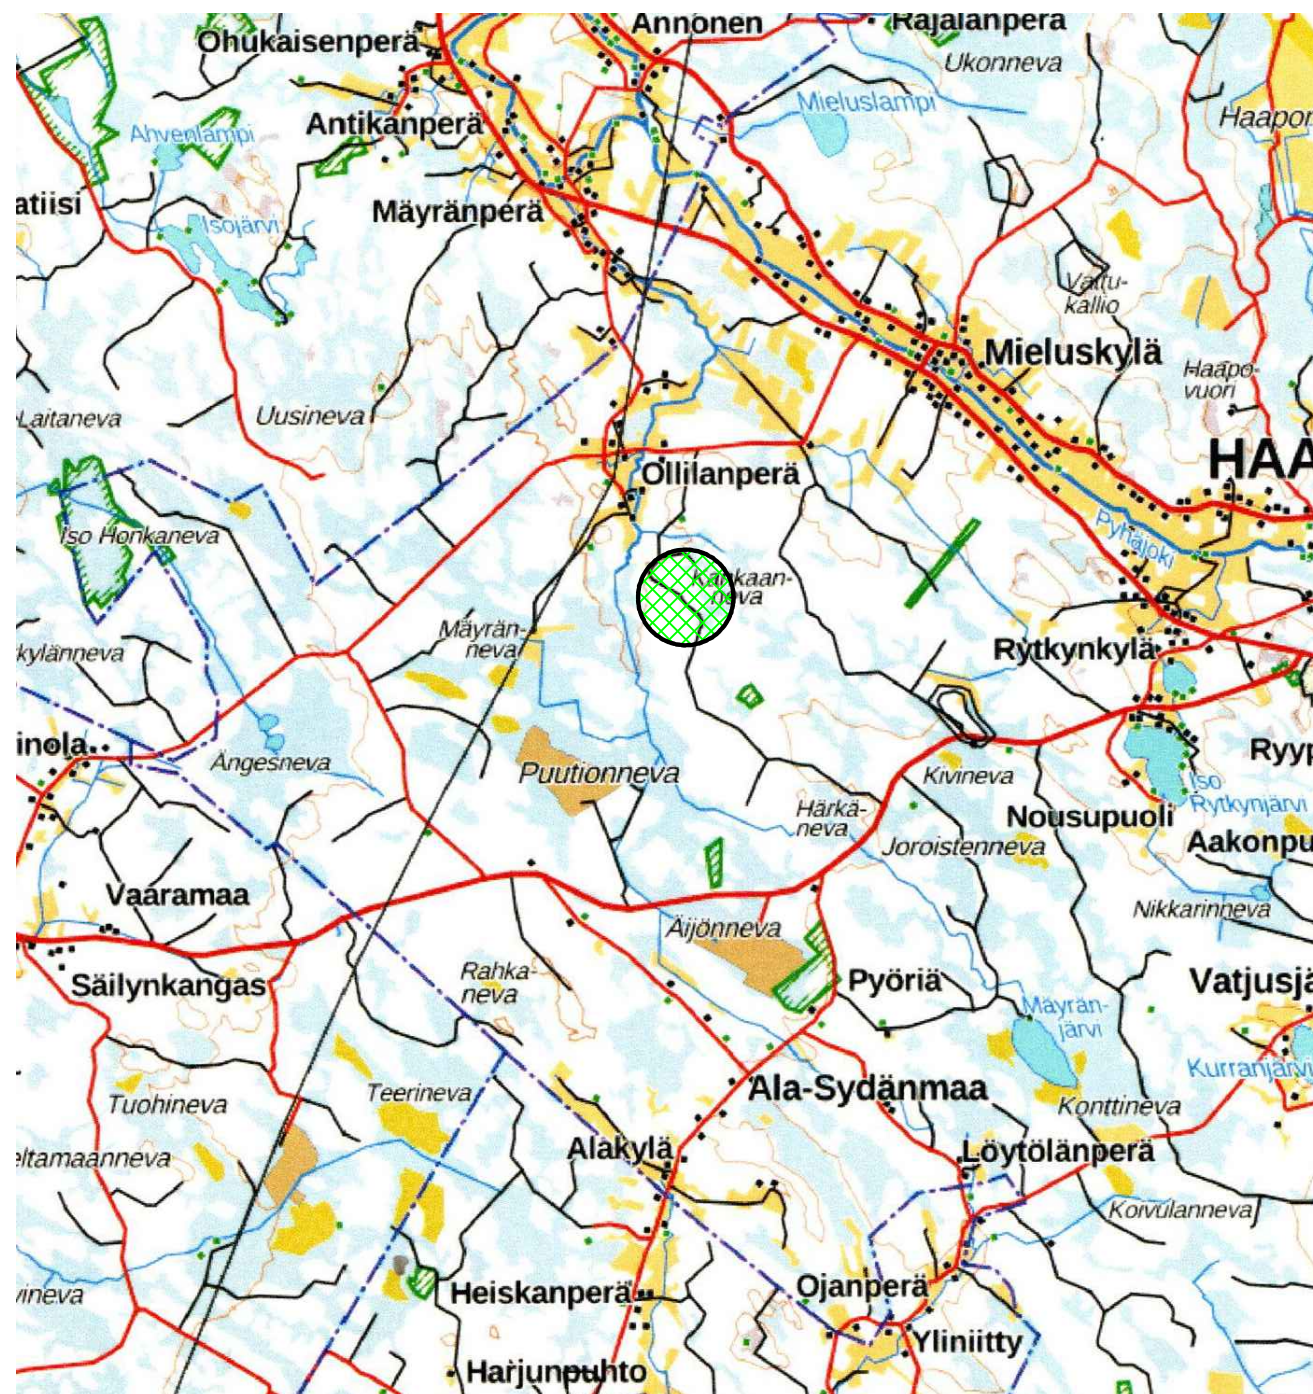 Annonen
Rajalanperä
Ohukaisenperä
Ukonneva
Mieluslampi
Haapor
Antikanperä
Ahvenlampi
atiisi
Mäyränperä
Isojärvi
Vattu-
kallio
Mieluskylä
Haapo-
vuori
Laitaneva
Uusineva
HAA
Ollilanperä
Iso Honkaneva
Pyhäjoki
Kankaan-
neva
Mäyrän-
neva
Rytkynkylä
kylänneva
inola
Ängesneva
Puutionneva
Kivineva
Ryyp
Iso
Rytkynjärvi
Härkä-
neva
Nousupuoli
Joroistenneva
Aakonpu
Vaaramaa
Nikkarinneva
Äijönneva
Rahka-
neva
Säilynkangas
Pyöriä
Vatjusjä
Mäyrän-
järvi
Kurranjärvi
Ala-Sydänmaa
Teerineva
Tuohineva
Konttineva
Alakylä
Löytölänperä
eltamaanneva
Koivulanneva
vineva
Heiskanperä
Ojanperä
Yliniitty
Harjunpuhto